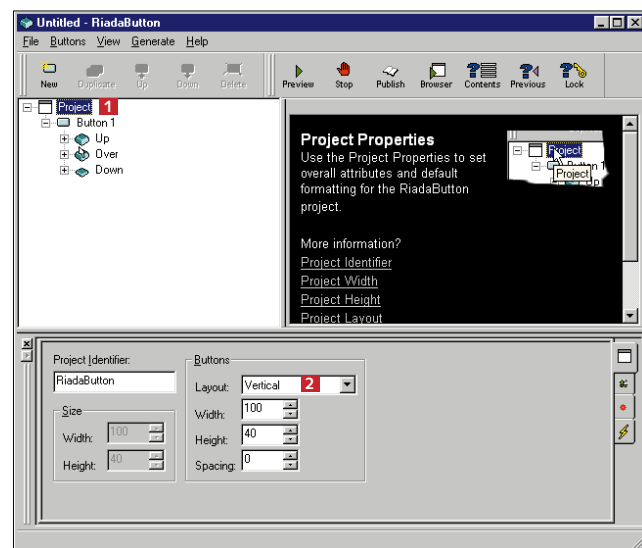 Untitled - RiadaButton
File Buttons View Generate Help
New Duplicate Up Down Delete Preview Stop Publish Browser Contents Previous Lock
Project 1
Button 1
Up
Over
Down
Project Properties
Use the Project Properties to set
overall attributes and default
formatting for the RiadaButton
project.
Project
Button 1
Project
Up
More information?
Project Identifier
Project Width
Project Height
Project Layout
Project Identifier:
RiadaButton
Size
Width: 100
Height: 40
Buttons
Layout: Vertical 2
Width: 100
Height: 40
Spacing: 0